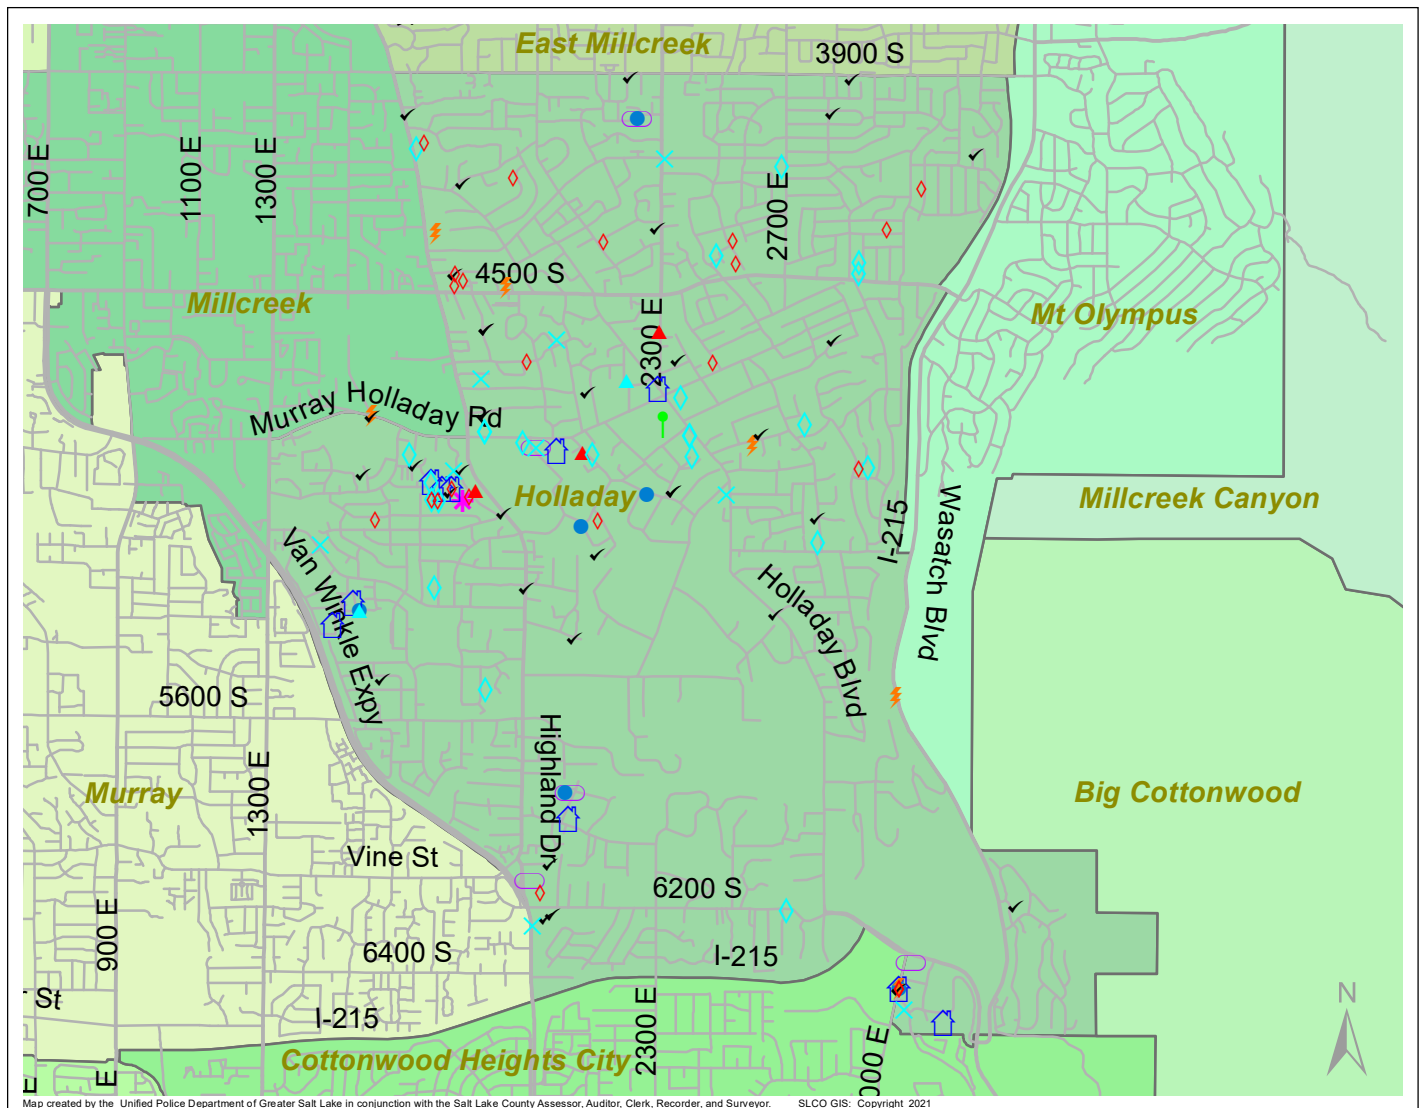 East Millcreek
3900 S
700 E
1100 E
1300 E
2700 E
4500 S
Millcreek
Mt Olympus
2300 E
Murray Holladay Rd
Holladay
Millcreek Canyon
I-215
Wasatch Blvd
Van Winkle Expy
Holladay Blvd
5600 S
Highland Dr
Murray
1300 E
Big Cottonwood
Vine St
6200 S
900 E
6400 S
I-215
St
I-215
2300 E
N
000 E
Cottonwood Heights City
E
E
Map created by the Unified Police Department of Greater Salt Lake in conjunction with the Salt Lake County Assessor, Auditor, Clerk, Recorder, and Surveyor. SLCO GIS: Copyright 2021